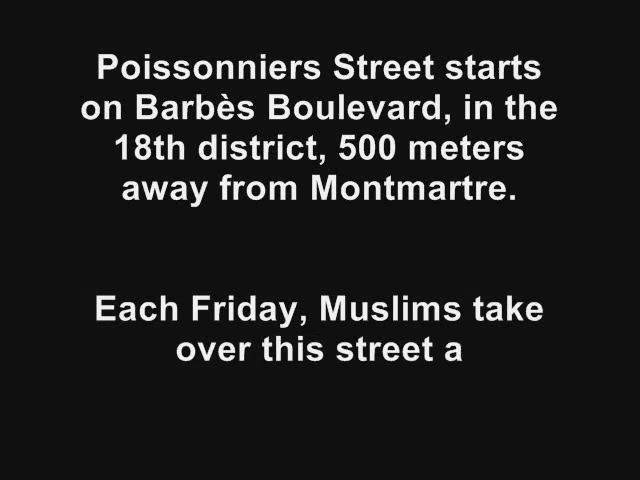 Poissonniers Street starts
on Barbès Boulevard, in the
18th district, 500 meters
away from Montmartre.
Each Friday, Muslims take
over this street a